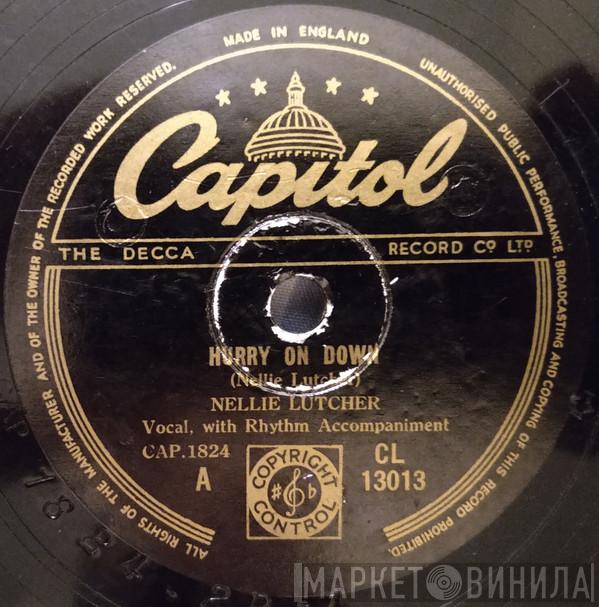 MADE IN ENGLAND
ALL RIGHTS OF THE MANUFACTURER AND OF THE OWNER OF THE RECORDED WORK RESERVED.
UNAUTHORISED PUBLIC PERFORMANCE, BROADCASTING AND COPYING OF THIS RECORD PROHIBITED.
Capitol
THE DECCA RECORD CO LTD
HURRY ON DOWN
(Nellie Lutcher)
NELLIE LUTCHER
Vocal, with Rhythm Accompaniment
CAP.1824
A
COPYRIGHT
CONTROL
CL
13013
МАРКЕТ ВИНИЛА